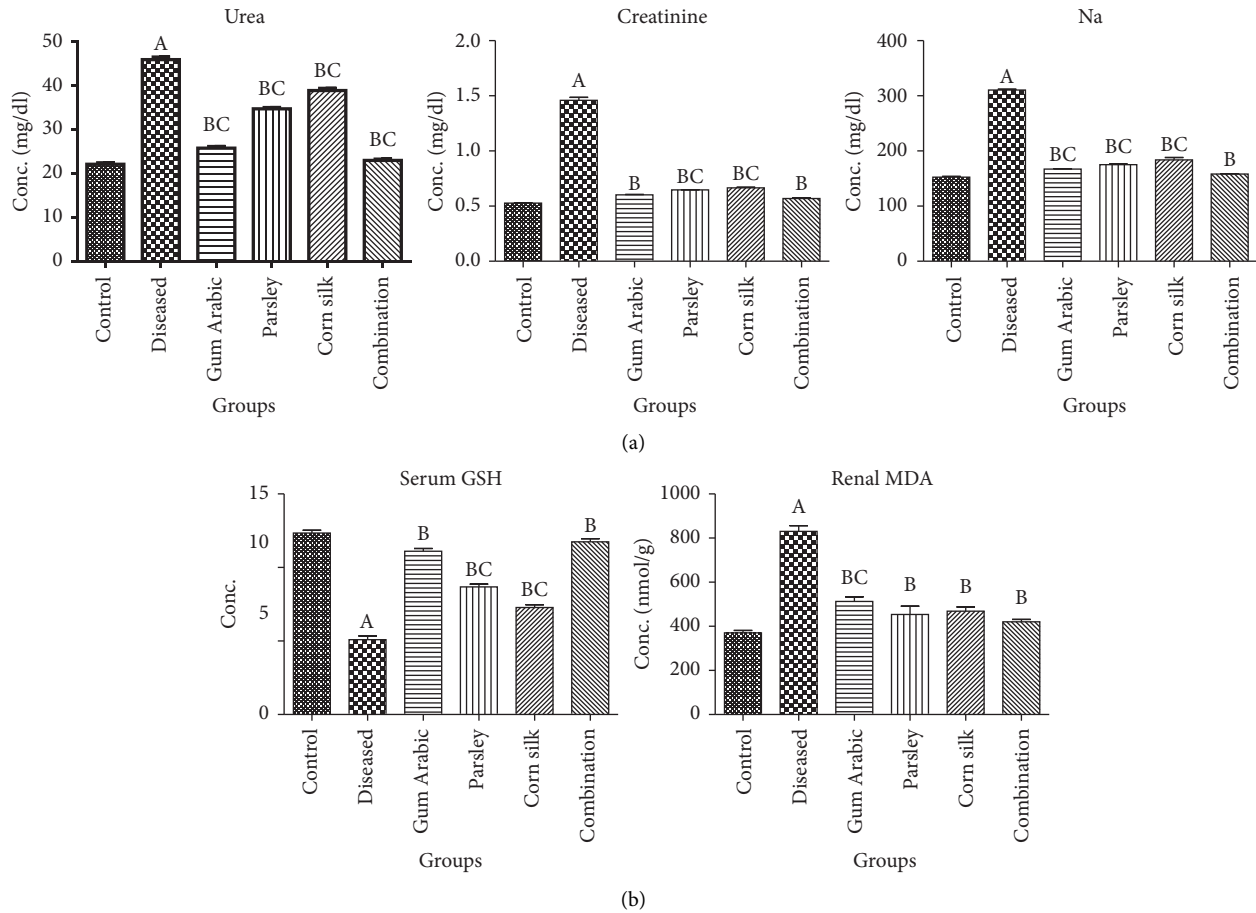 Urea
Conc. (mg/dl)
50
40
30
20
10
0
A
BC
BC
BC
BC
Control
Diseased
Gum Arabic
Parsley
Corn silk
Combination
Groups
Creatinine
Conc. (mg/dl)
2.0
1.5
1.0
0.5
0.0
A
B
BC
BC
B
Control
Diseased
Gum Arabic
Parsley
Corn silk
Combination
Groups
Na
Conc. (mg/dl)
400
300
150
100
0
A
BC
BC
BC
B
Control
Diseased
Gum Arabic
Parsley
Corn silk
Combination
Groups
(a)
Serum GSH
Conc.
15
10
5
0
A
B
BC
BC
B
Control
Diseased
Gum Arabic
Parsley
Corn silk
Combination
Groups
Renal MDA
Conc. (nmol/g)
1000
800
600
400
400
0
A
BC
B
B
B
Control
Diseased
Gum Arabic
Parsley
Corn silk
Combination
Groups
(b)